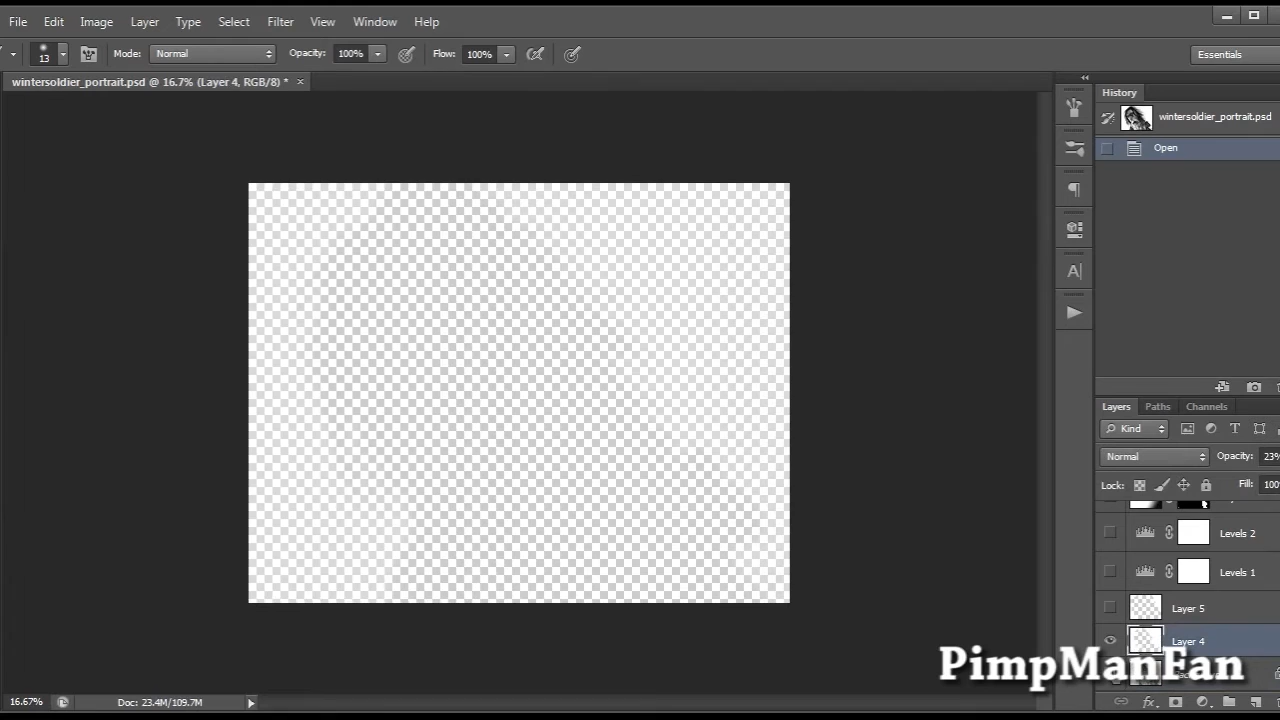 File Edit Image Layer Type Select Filter View Window Help
13 Mode: Normal Opacity: 100% Flow: 100% Essentials
wintersoldier_portrait.psd @ 16.7% (Layer 4, RGB/8) * ×
History
wintersoldier_portrait.psd
Open
A
Layers Paths Channels
Kind
Normal Opacity: 23%
Lock: Fill: 100
Levels 2
Levels 1
Layer 5
Layer 4
PimpManFan
16.67% Doc: 23.4M/109.7M
fx.